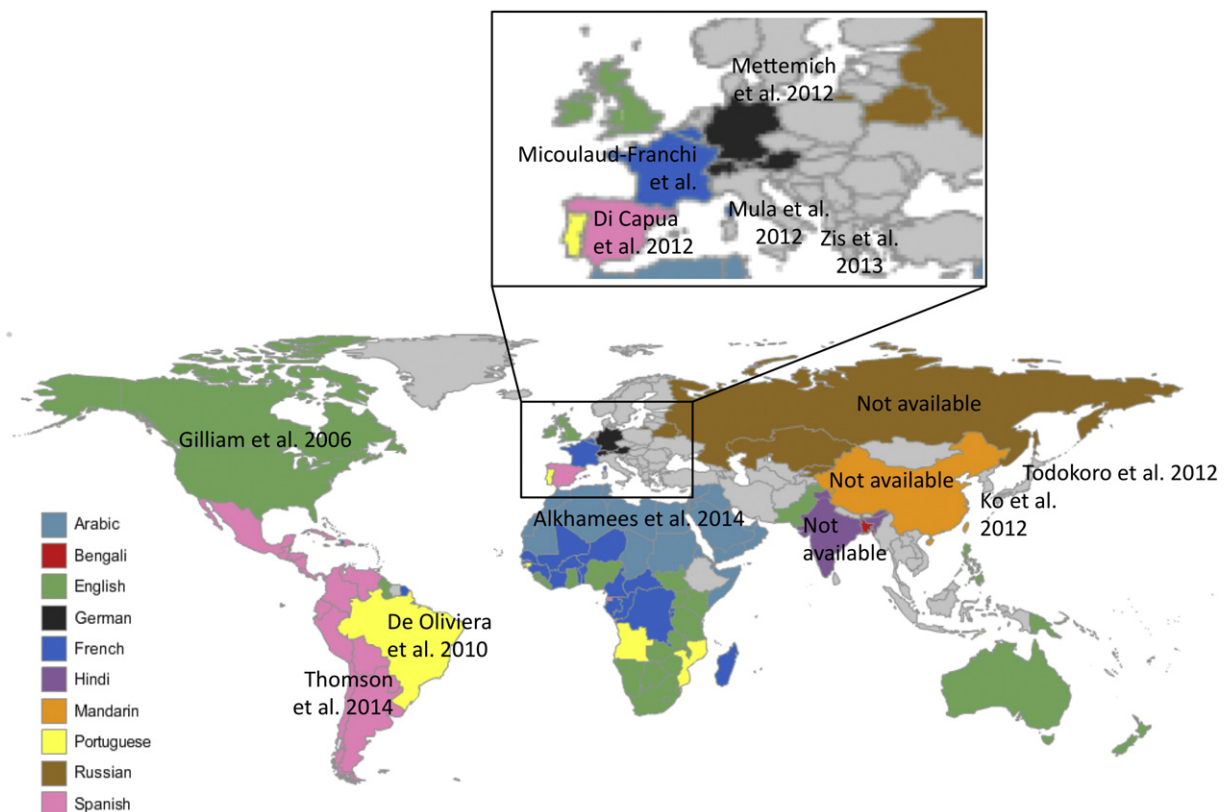 Mettemich
et al. 2012
Micoulaud-Franchi
et al.
Di Capua
et al. 2012
Mula et al.
2012
Zis et al.
2013
Gilliam et al. 2006
Not available
Not available
Todokoro et al. 2012
Ko et al.
2012
Not
available
Alkhamees et al. 2014
De Oliviera
et al. 2010
Thomson
et al. 2014
Arabic
Bengali
English
German
French
Hindi
Mandarin
Portuguese
Russian
Spanish